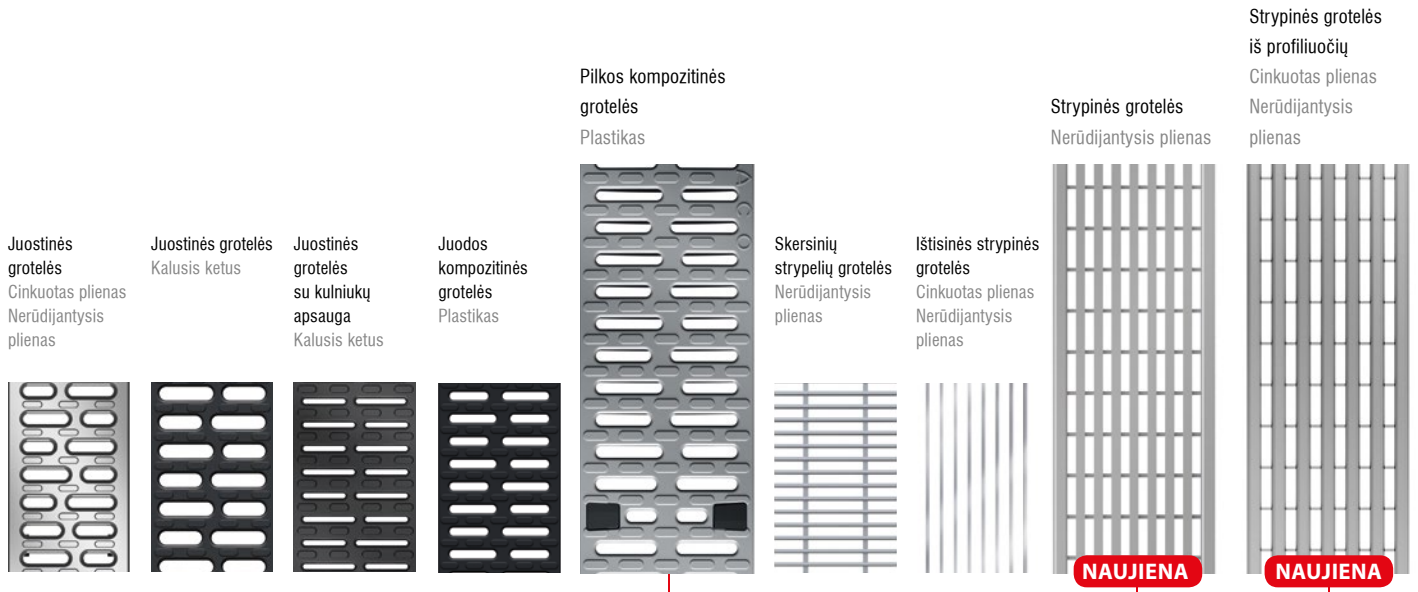 Juostinės
grotelės
Cinkuotas plienas
Nerūdijantysis
plienas
Juostinės grotelės
Kalusis ketus
Juostinės
grotelės
su kulniukų
apsauga
Kalusis ketus
Juodos
kompozitinės
grotelės
Plastikas
Pilkos kompozitinės
grotelės
Plastikas
ACO
Skersinių
strypelių grotelės
Nerūdijantysis
plienas
Ištisinės strypinės
grotelės
Cinkuotas plienas
Nerūdijantysis
plienas
Strypinės grotelės
Nerūdijantysis plienas
NAUJIENA
Strypinės grotelės
iš profiliuočių
Cinkuotas plienas
Nerūdijantysis
plienas
NAUJIENA